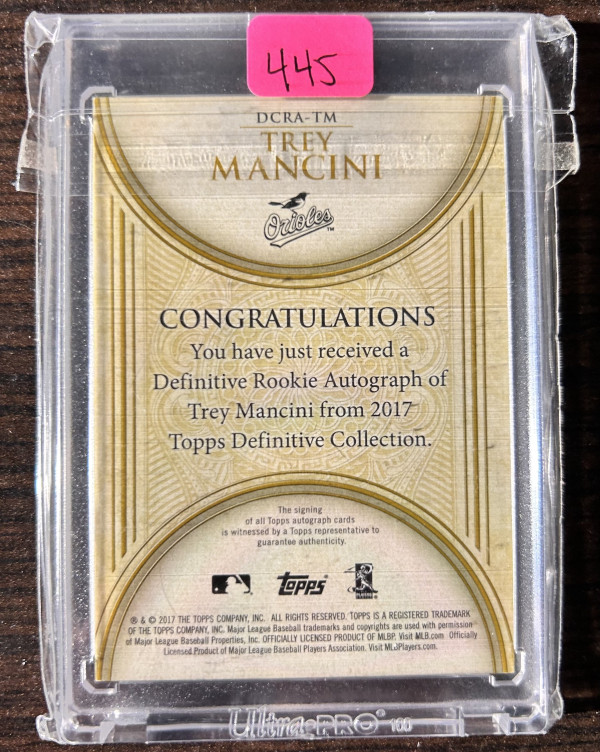 445
DCRA-TM
TREY
MANCINI
Orioles™
CONGRATULATIONS
You have just received a
Definitive Rookie Autograph of
Trey Mancini from 2017
Topps Definitive Collection.
The signing
of all Topps autograph cards
is witnessed by a Topps representative to
guarantee authenticity.
topps®
® & © 2017 THE TOPPS COMPANY, INC. ALL RIGHTS RESERVED. TOPPS IS A REGISTERED TRADEMARK
OF THE TOPPS COMPANY, INC. Major League Baseball trademarks and copyrights are used with permission
of Major League Baseball Properties, Inc. OFFICIALLY LICENSED PRODUCT OF MLBP. Visit MLB.com. Officially
Licensed Product of Major League Baseball Players Association. Visit MLBPlayers.com.
Ultra•PRO® 100